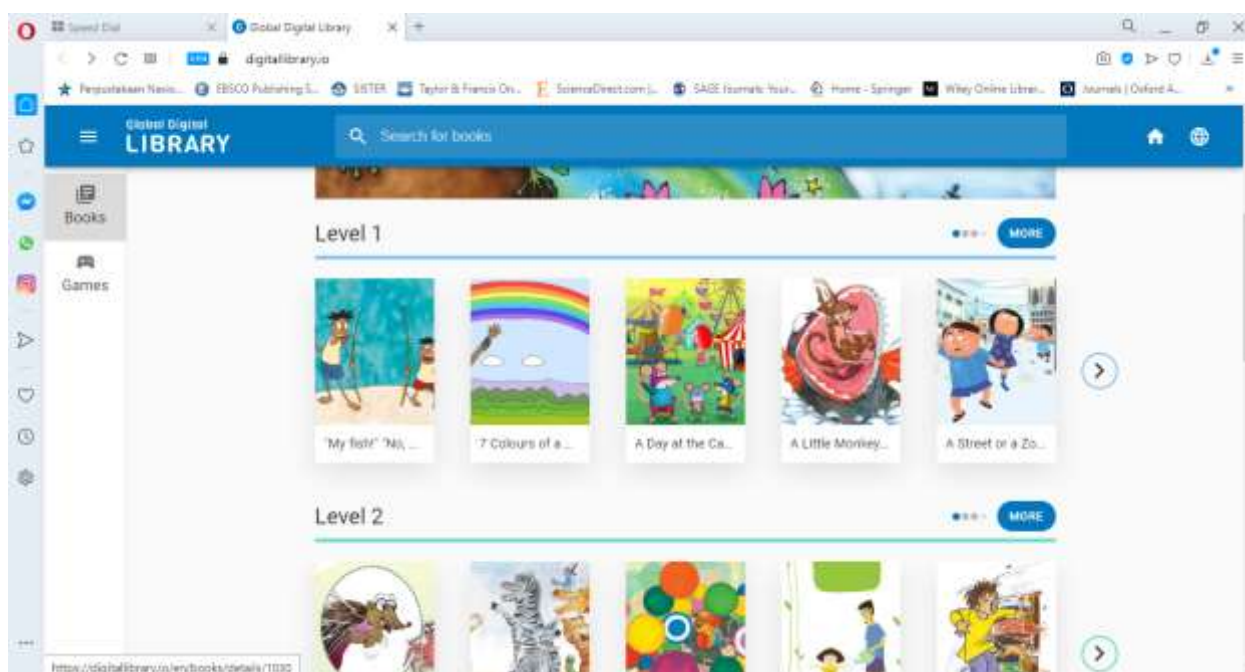 Speed Dial
Global Digital Library
VPN
digitallibrary.io
Perpustakaan Nasio...
EBSCO Publishing S...
SISTER
Taylor & Francis On...
ScienceDirect.com |...
SAGE Journals: Your...
Home - Springer
Wiley Online Librar...
Journals | Oxford A...
Global Digital
LIBRARY
Search for books
Books
Games
Level 1
MORE
"My fish!" "No, ...
7 Colours of a ...
A Day at the Ca...
A Little Monkey...
A Street or a Zo...
Level 2
MORE
https://digitallibrary.io/en/books/details/1030